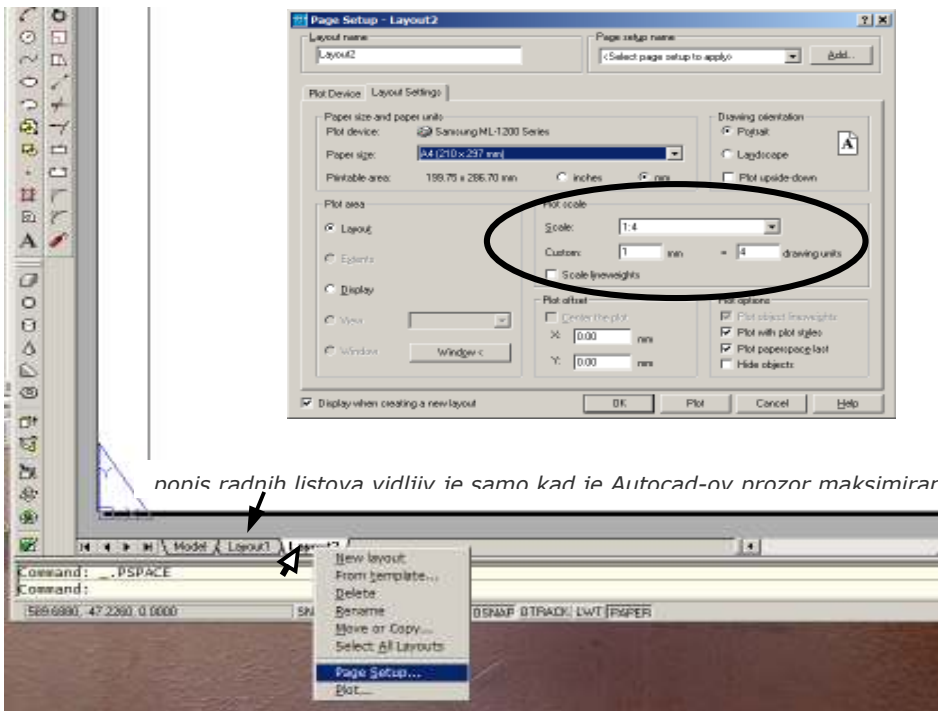 Page Setup - Layout2
Layout name
Layout2
Page setup name
<Select page setup to apply>
Add...
Plot Device
Layout Settings
Paper size and paper units
Plot device:
Samsung ML-1200 Series
Paper size:
A4 (210 x 297 mm)
Printable area:
199.75 x 286.70 mm
inches
mm
Drawing orientation
Portrait
Landscape
Plot upside-down
A
Plot area
Layout
Extents
Display
View
Window
Window <
Plot scale
Scale:
1:4
Custom:
1
mm
=
4
drawing units
Scale lineweights
Plot offset
Center the plot
X:
0.00
mm
Y:
0.00
mm
Plot options
Plot object lineweights
Plot with plot styles
Plot paperspace last
Hide objects
Display when creating a new layout
OK
Plot
Cancel
Help
A
Y
popis radnih listova vidljiv je samo kad je Autocad-ov prozor maksimiran
Model
Layout1
Command: _.PSPACE
Command:
589.6980, -47.2260, 0.0000
OSNAP
OTRACK
LWT
PAPER
New layout
From template...
Delete
Rename
Move or Copy...
Select All Layouts
Page Setup...
Plot...